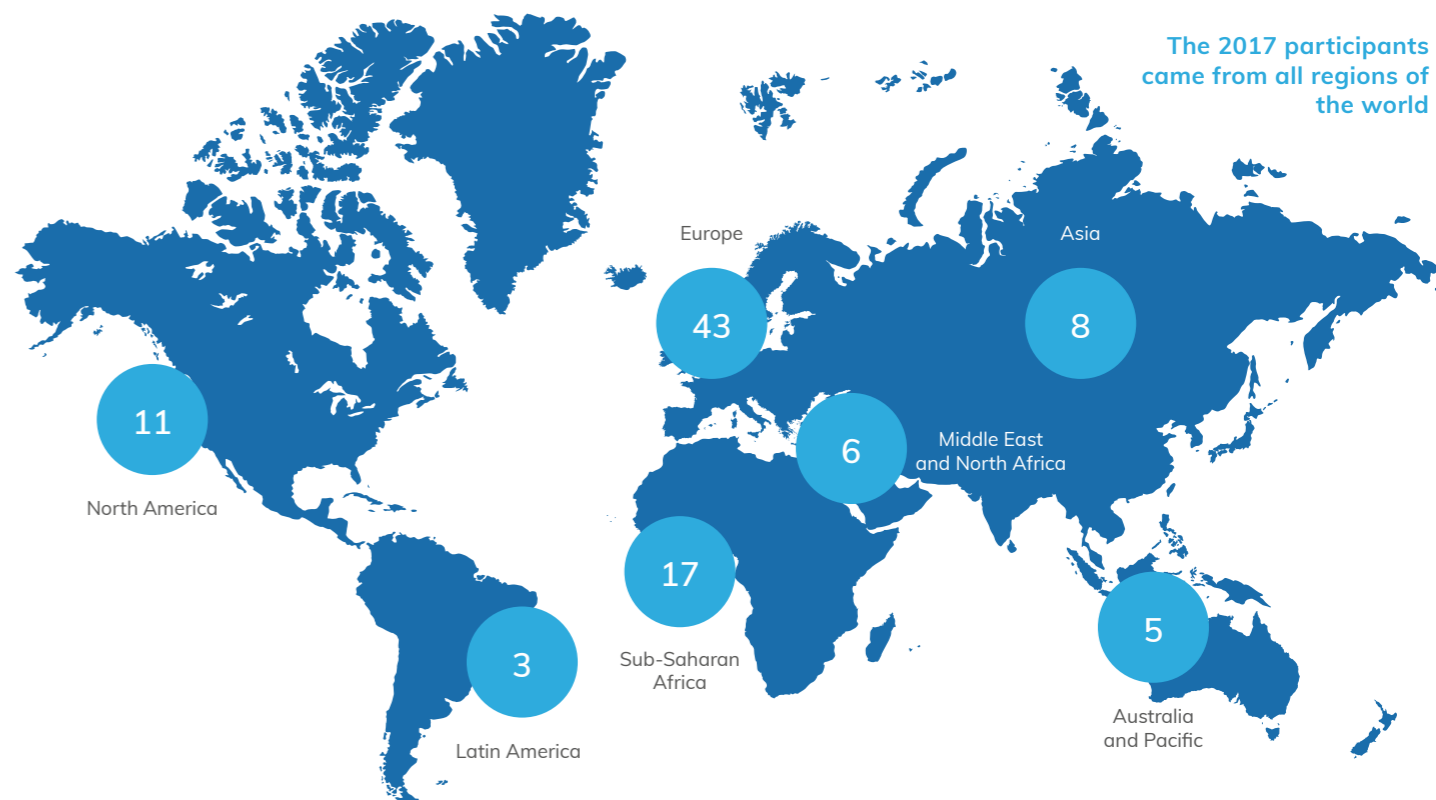 The 2017 participants
came from all regions of
the world
Europe
43
Asia
8
11
North America
6
Middle East
and North Africa
17
Sub-Saharan
Africa
3
Latin America
5
Australia
and Pacific